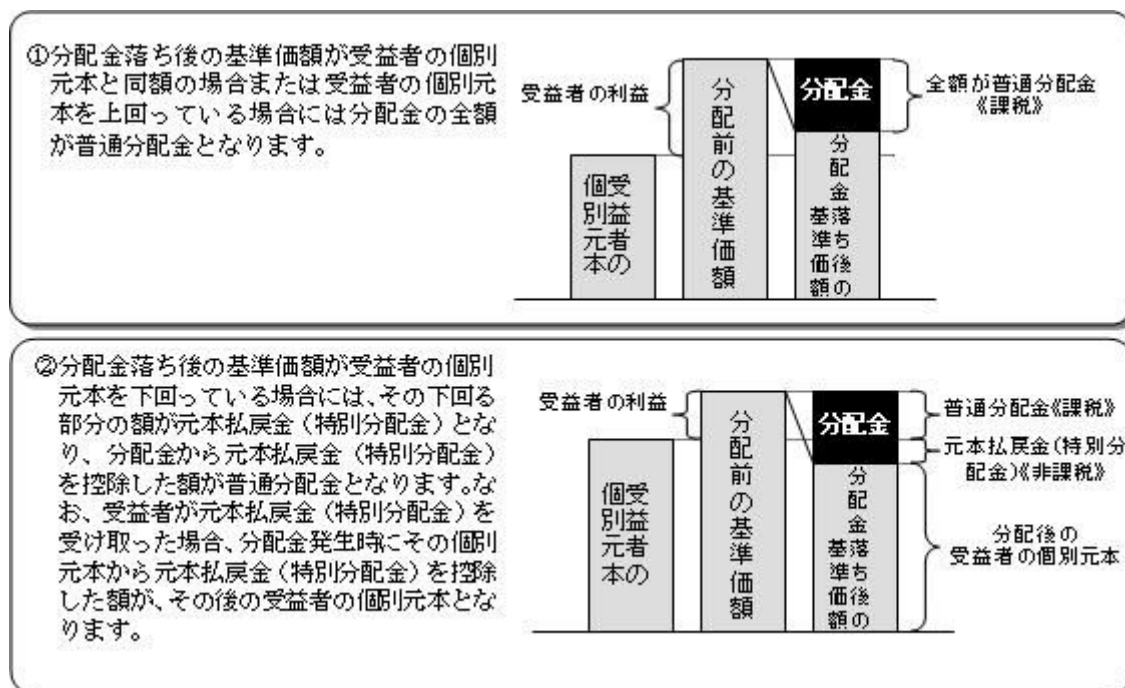 ①分配金落ち後の基準価額が受益者の個別
元本と同額の場合または受益者の個別元
本を上回っている場合には分配金の全額
が普通分配金となります。
受益者の利益
受益者の
個別元本
分配前の基準価額
分配金
分配金落ち後の
基準価額
全額が普通分配金
《課税》
②分配金落ち後の基準価額が受益者の個別
元本を下回っている場合には、その下回る
部分の額が元本払戻金（特別分配金）とな
り、分配金から元本払戻金（特別分配金）
を控除した額が普通分配金となります。な
お、受益者が元本払戻金（特別分配金）を
受け取った場合、分配金発生時にその個別
元本から元本払戻金（特別分配金）を控除
した額が、その後の受益者の個別元本とな
ります。
受益者の利益
受益者の
個別元本
分配前の基準価額
分配金
分配金落ち後の
基準価額
普通分配金《課税》
元本払戻金（特別分
配金）《非課税》
分配後の
受益者の個別元本